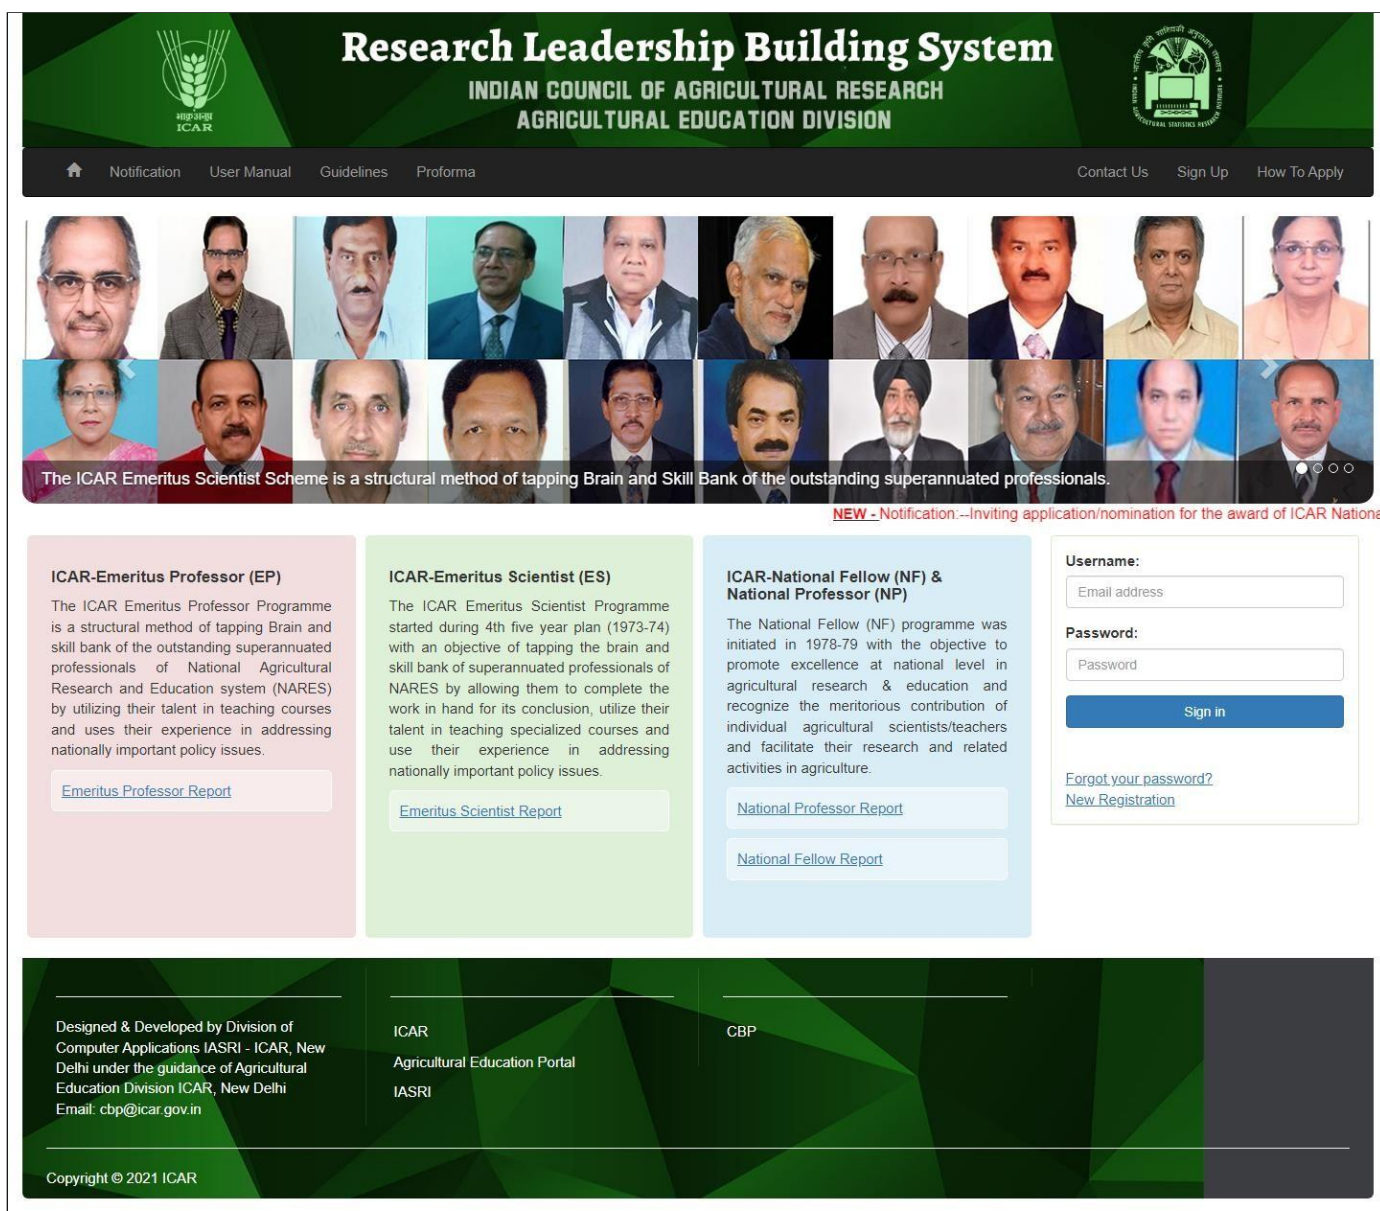 Research Leadership Building System
INDIAN COUNCIL OF AGRICULTURAL RESEARCH
AGRICULTURAL EDUCATION DIVISION
ICAR
Notification User Manual Guidelines Proforma Contact Us Sign Up How To Apply
The ICAR Emeritus Scientist Scheme is a structural method of tapping Brain and Skill Bank of the outstanding superannuated professionals.
NEW - Notification:--Inviting application/nomination for the award of ICAR Nationa
ICAR-Emeritus Professor (EP)
The ICAR Emeritus Professor Programme
is a structural method of tapping Brain and
skill bank of the outstanding superannuated
professionals of National Agricultural
Research and Education system (NARES)
by utilizing their talent in teaching courses
and uses their experience in addressing
nationally important policy issues.
Emeritus Professor Report
ICAR-Emeritus Scientist (ES)
The ICAR Emeritus Scientist Programme
started during 4th five year plan (1973-74)
with an objective of tapping the brain and
skill bank of superannuated professionals of
NARES by allowing them to complete the
work in hand for its conclusion, utilize their
talent in teaching specialized courses and
use their experience in addressing
nationally important policy issues.
Emeritus Scientist Report
ICAR-National Fellow (NF) &
National Professor (NP)
The National Fellow (NF) programme was
initiated in 1978-79 with the objective to
promote excellence at national level in
agricultural research & education and
recognize the meritorious contribution of
individual agricultural scientists/teachers
and facilitate their research and related
activities in agriculture.
National Professor Report
National Fellow Report
Username:
Email address
Password:
Password
Sign in
Forgot your password?
New Registration
Designed & Developed by Division of
Computer Applications IASRI - ICAR, New
Delhi under the guidance of Agricultural
Education Division ICAR, New Delhi
Email: cbp@icar.gov.in
ICAR
Agricultural Education Portal
IASRI
CBP
Copyright © 2021 ICAR